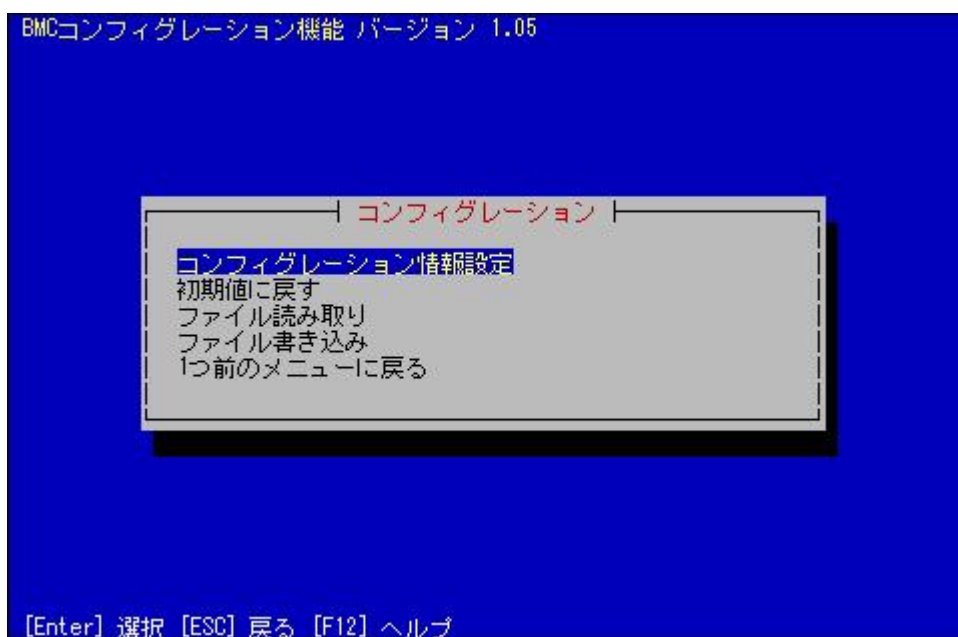 BMCコンフィグレーション機能 バージョン 1.05
コンフィグレーション
コンフィグレーション情報設定
初期値に戻す
ファイル読み取り
ファイル書き込み
1つ前のメニューに戻る
[Enter] 選択 [ESC] 戻る [F12] ヘルプ